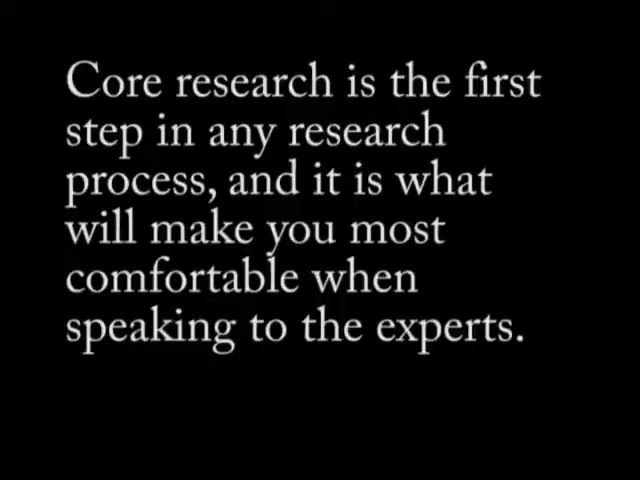 Core research is the first
step in any research
process, and it is what
will make you most
comfortable when
speaking to the experts.